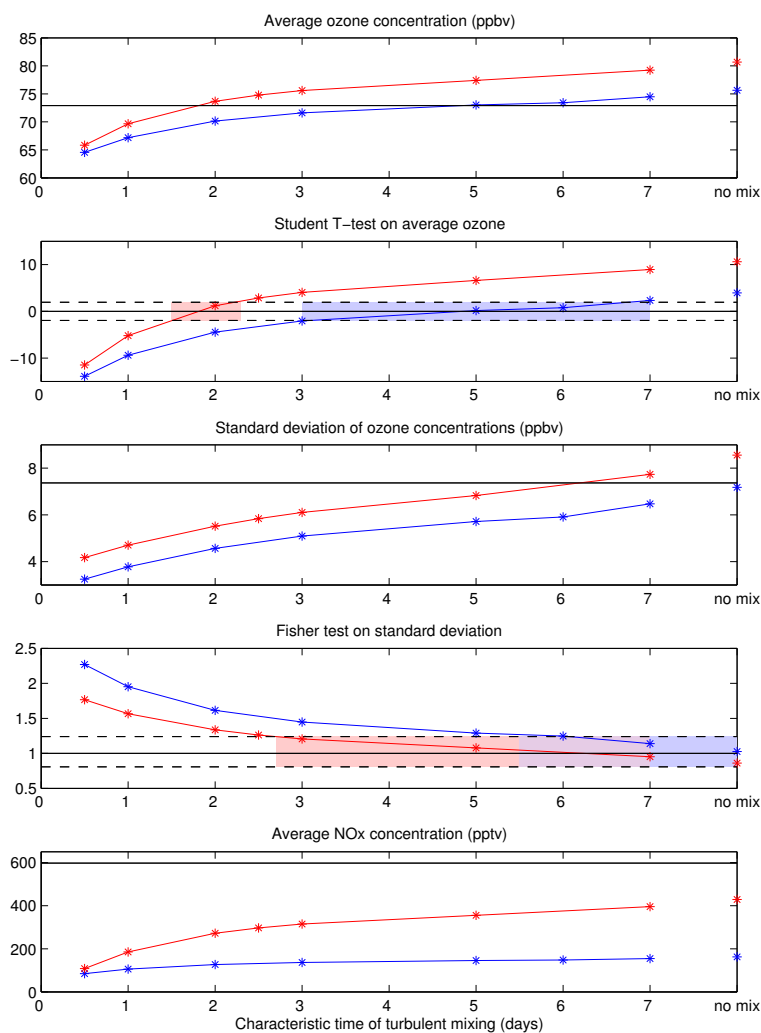 Average ozone concentration (ppbv)
85
80
75
70
65
60
0 1 2 3 4 5 6 7 no mix
Student T−test on average ozone
10
0
−10
0 1 2 3 4 5 6 7 no mix
Standard deviation of ozone concentrations (ppbv)
8
6
4
0 1 2 3 4 5 6 7 no mix
Fisher test on standard deviation
2.5
2
1.5
1
0.5
0 1 2 3 4 5 6 7 no mix
Average NOx concentration (pptv)
600
400
200
0
0 1 2 3 4 5 6 7 no mix
Characteristic time of turbulent mixing (days)